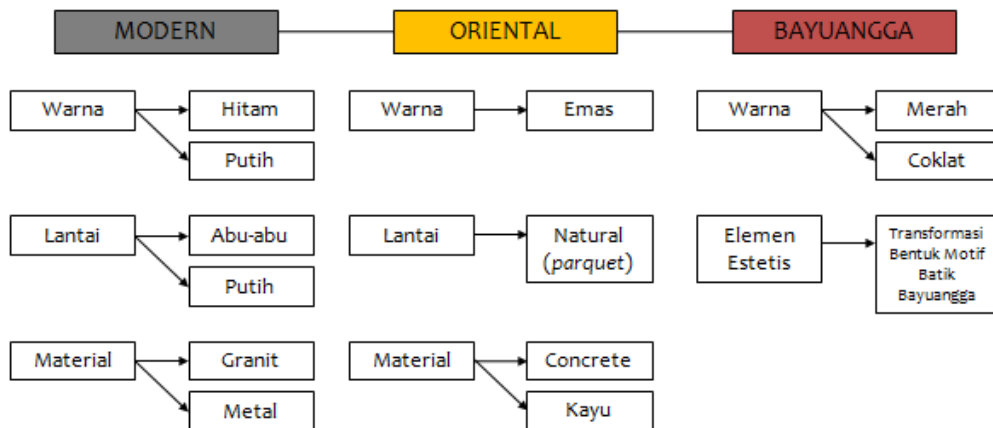 MODERN
ORIENTAL
BAYUANGGA
Warna
Hitam
Putih
Warna
Emas
Warna
Merah
Coklat
Lantai
Abu-abu
Putih
Lantai
Natural
(parquet)
Elemen
Estetis
Transformasi
Bentuk Motif
Batik
Bayuangga
Material
Granit
Metal
Material
Concrete
Kayu